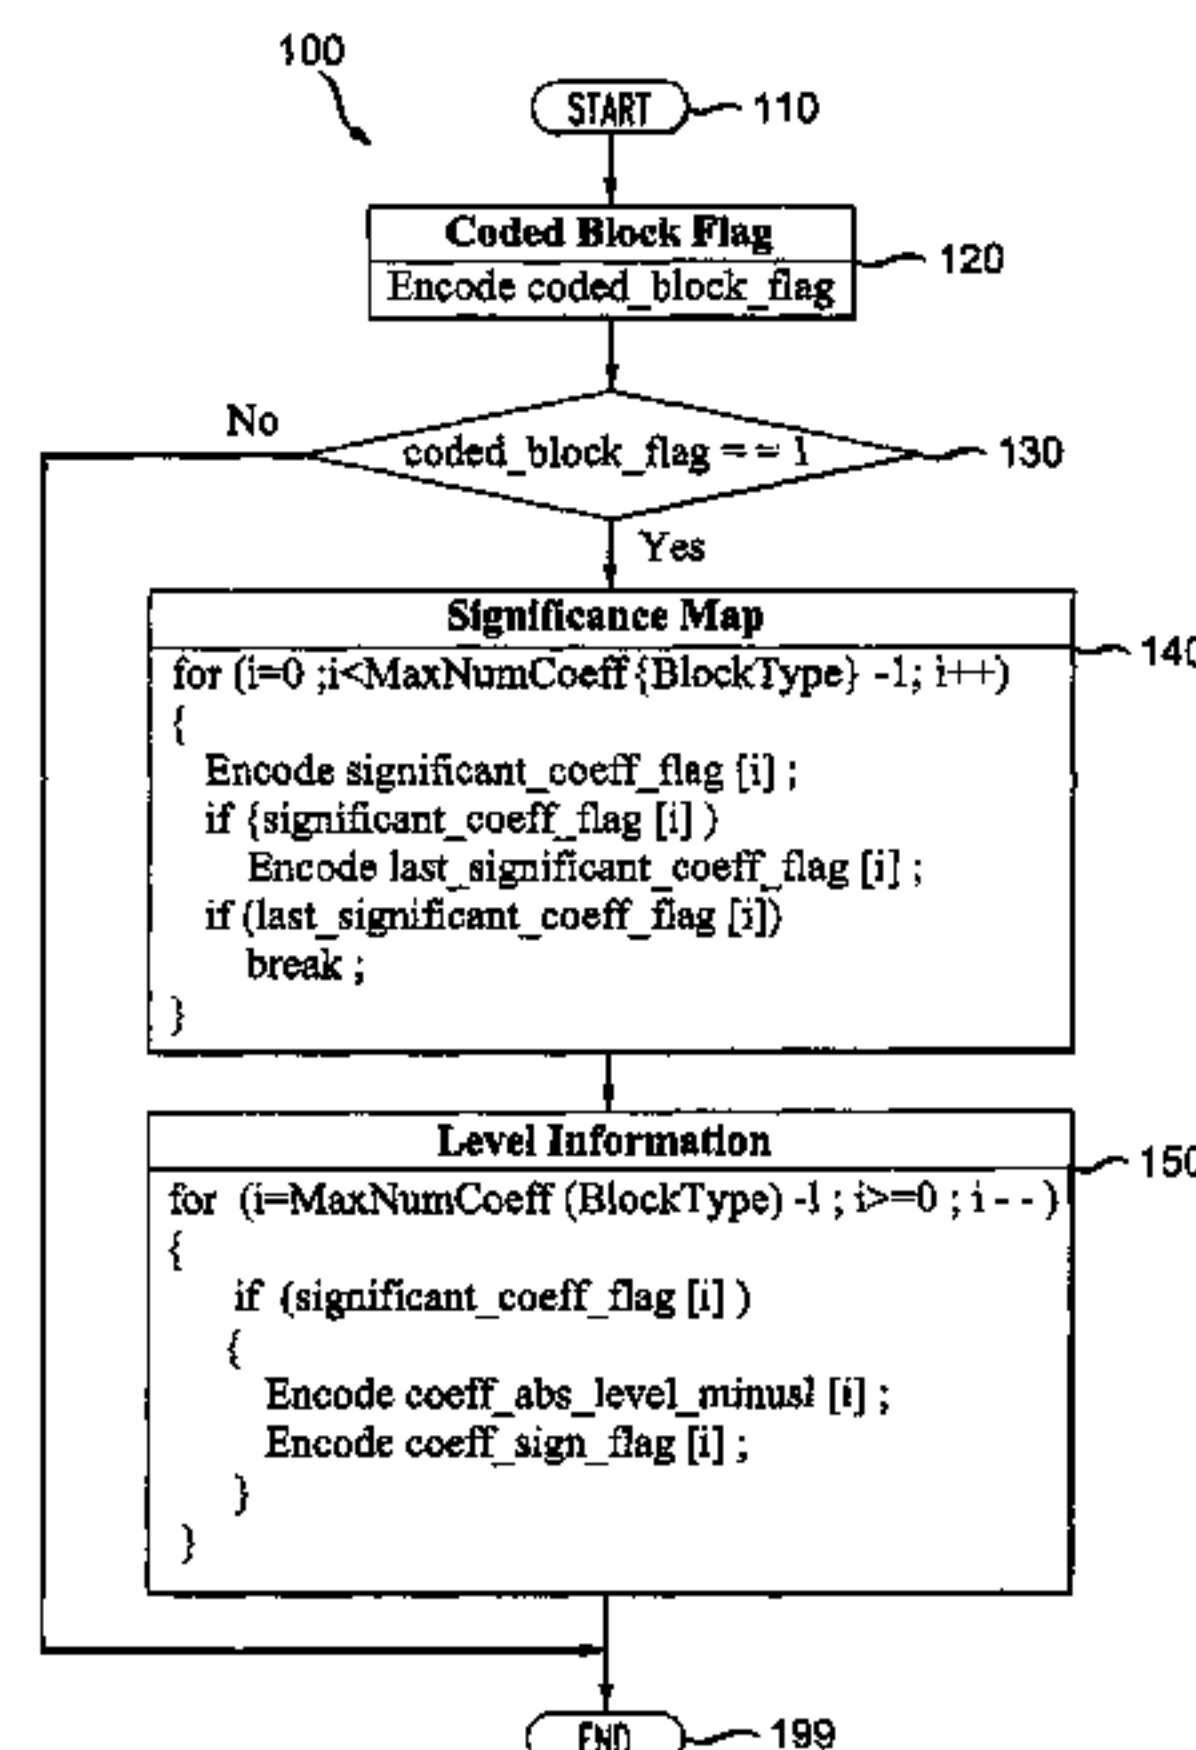 100
START
110
Coded Block Flag
120
Encode coded_block_flag
No
coded_block_flag = = 1
130
Yes
Significance Map
140
for (i=0 ;i<MaxNumCoeff{BlockType} -1; i++)
{
Encode significant_coeff_flag [i] ;
if {significant_coeff_flag [i] )
Encode last_significant_coeff_flag [i] ;
if (last_significant_coeff_flag [i])
break ;
}
Level Information
150
for (i=MaxNumCoeff (BlockType) -1 ; i>=0 ; i - - )
{
if (significant_coeff_flag [i] )
{
Encode coeff_abs_level_minus1 [i] ;
Encode coeff_sign_flag [i] ;
}
}
END
199